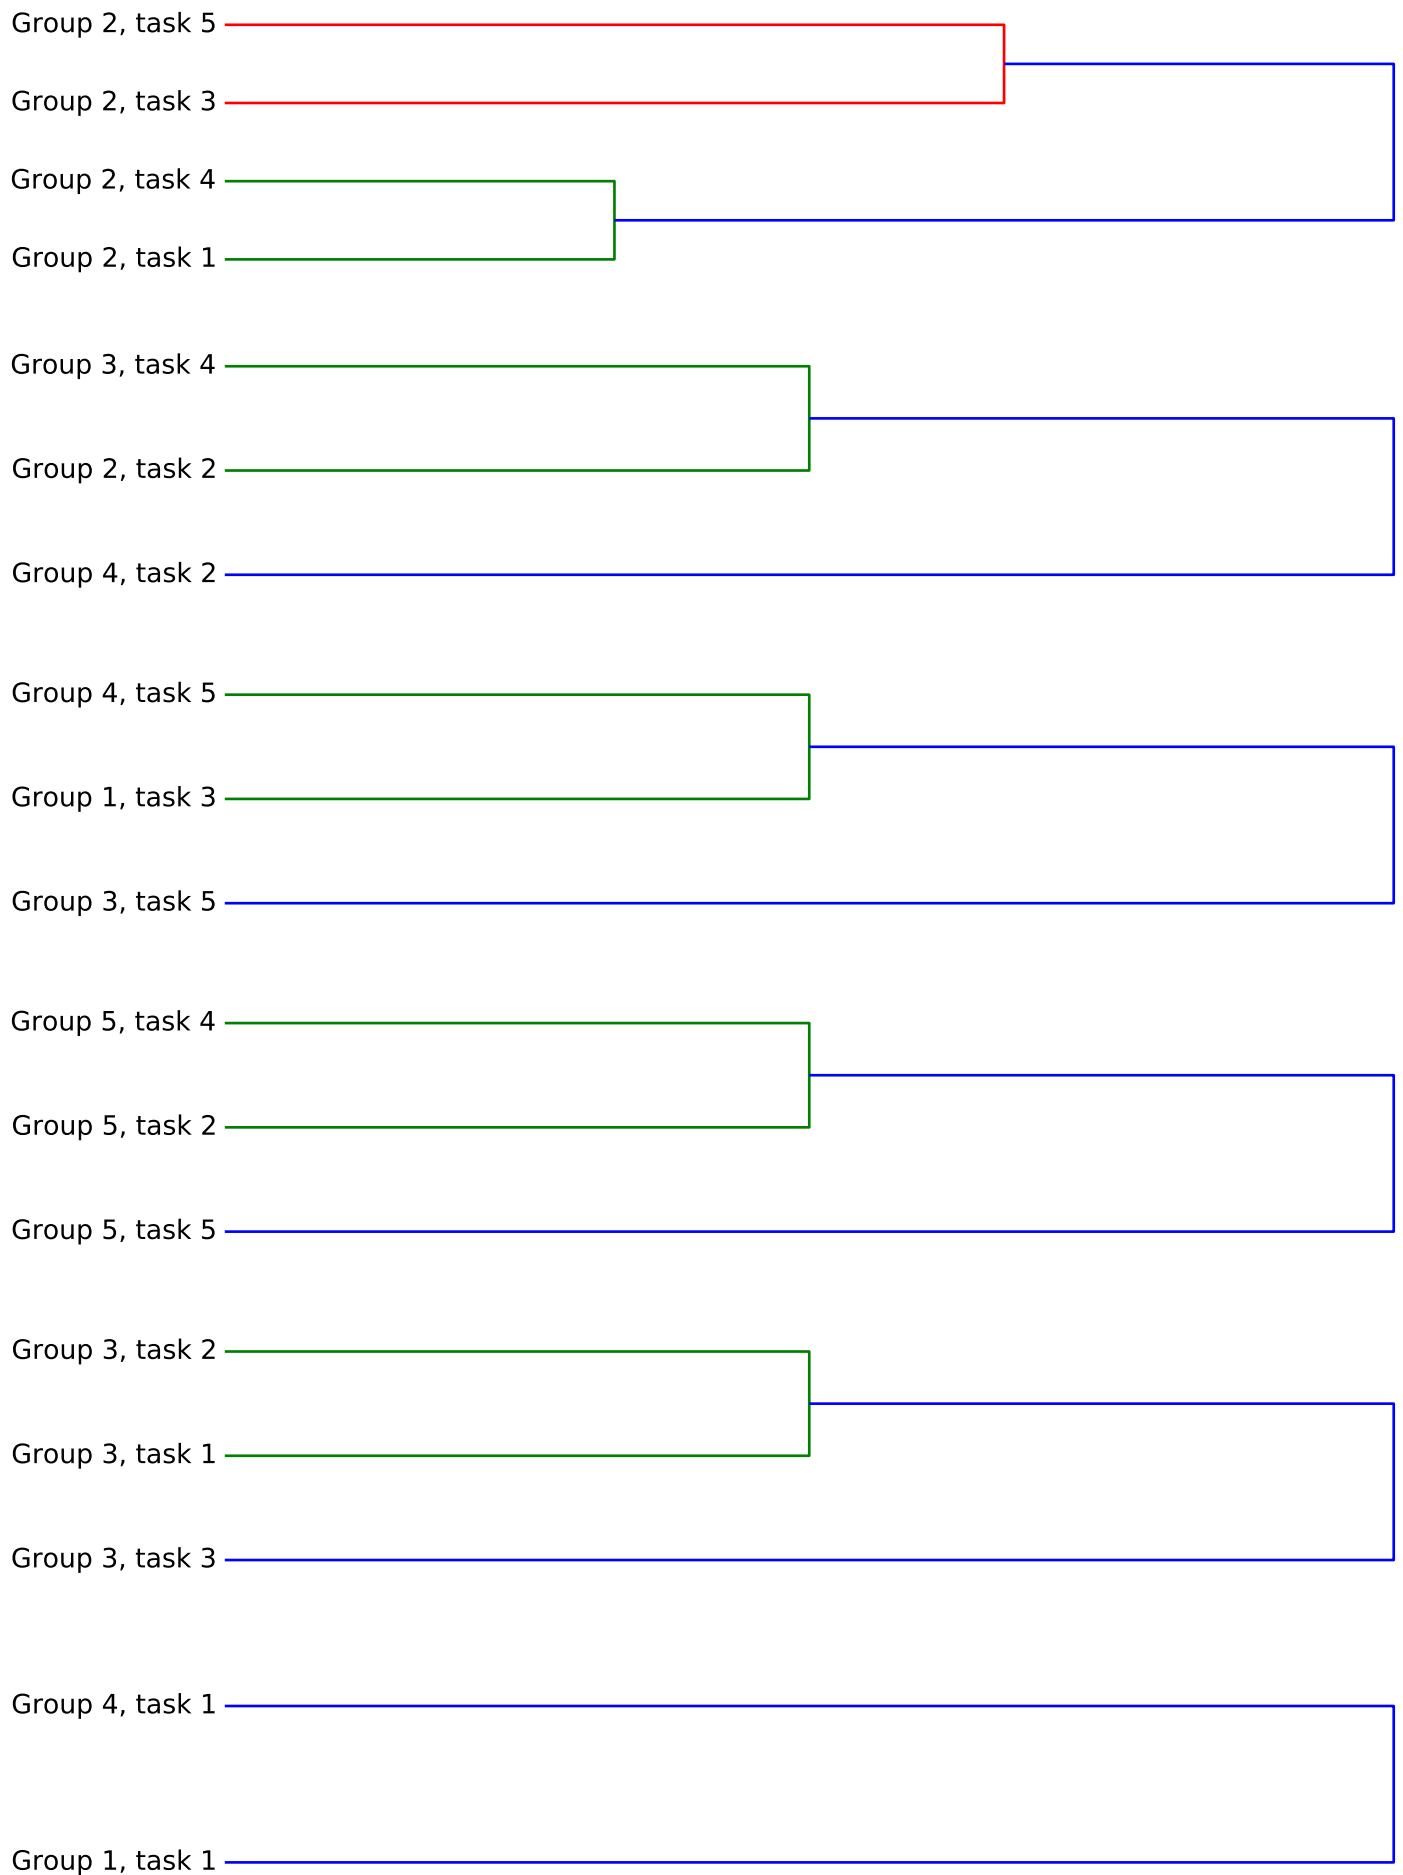 Group 2, task 5
Group 2, task 3
Group 2, task 4
Group 2, task 1
Group 3, task 4
Group 2, task 2
Group 4, task 2
Group 4, task 5
Group 1, task 3
Group 3, task 5
Group 5, task 4
Group 5, task 2
Group 5, task 5
Group 3, task 2
Group 3, task 1
Group 3, task 3
Group 4, task 1
Group 1, task 1